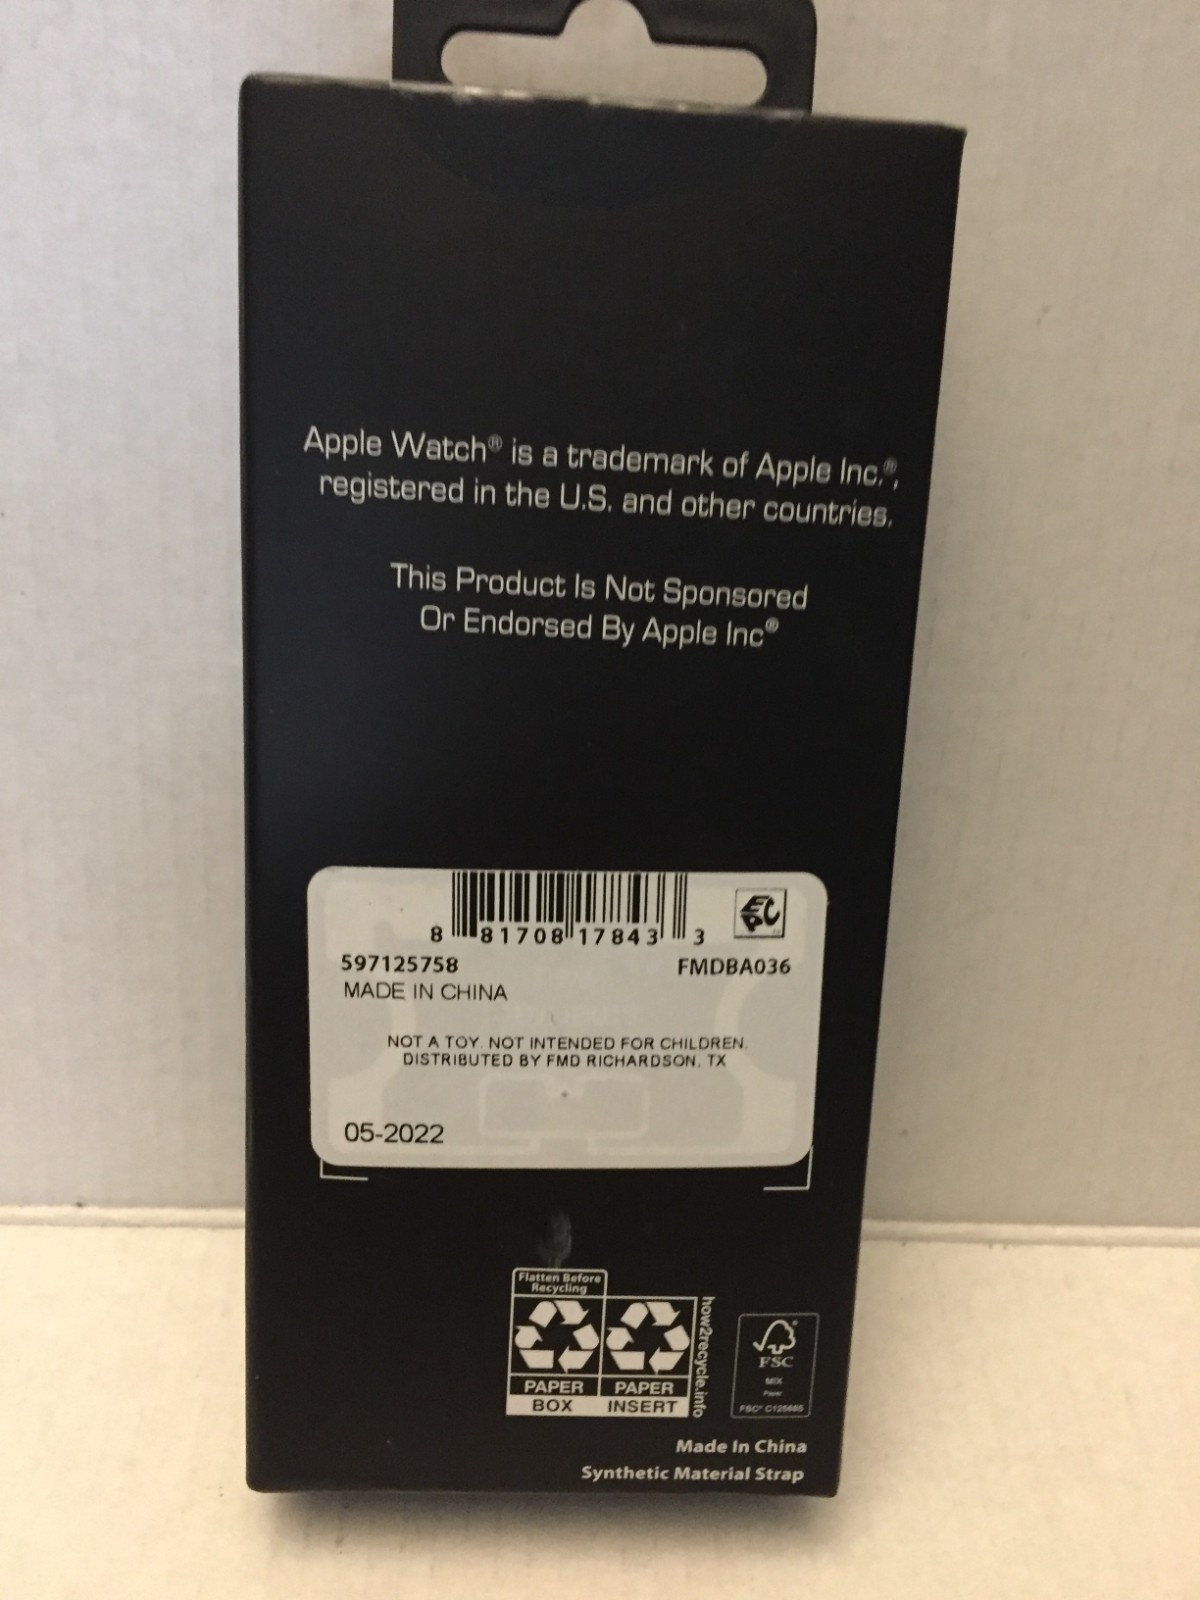 Apple Watch® is a trademark of Apple Inc.®,
registered in the U.S. and other countries.
This Product Is Not Sponsored
Or Endorsed By Apple Inc®
8 81708 17843 3
EPC
597125758 FMDBA036
MADE IN CHINA
NOT A TOY. NOT INTENDED FOR CHILDREN.
DISTRIBUTED BY FMD RICHARDSON, TX
05-2022
Flatten Before
Recycling
PAPER PAPER
BOX INSERT
how2recycle.info
FSC
MIX
Paper
Made In China
Synthetic Material Strap